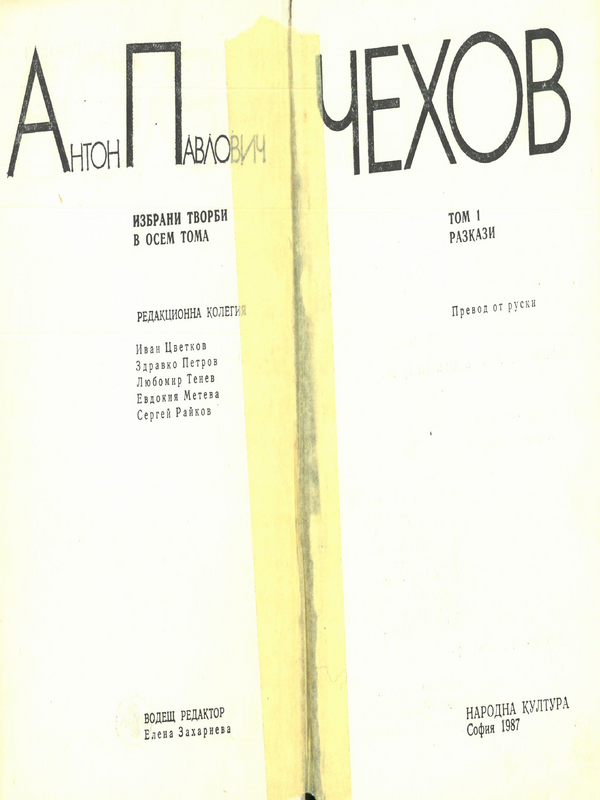 Антон Павлович ЧЕХОВ
ИЗБРАНИ ТВОРБИ
В ОСЕМ ТОМА
РЕДАКЦИОННА КОЛЕГИЯ
Иван Цветков
Здравко Петров
Любомир Тенев
Евдокия Метева
Сергей Райков
ВОДЕЩ РЕДАКТОР
Елена Захариева
ТОМ 1
РАЗКАЗИ
Превод от руски
НАРОДНА КУЛТУРА
София 1987